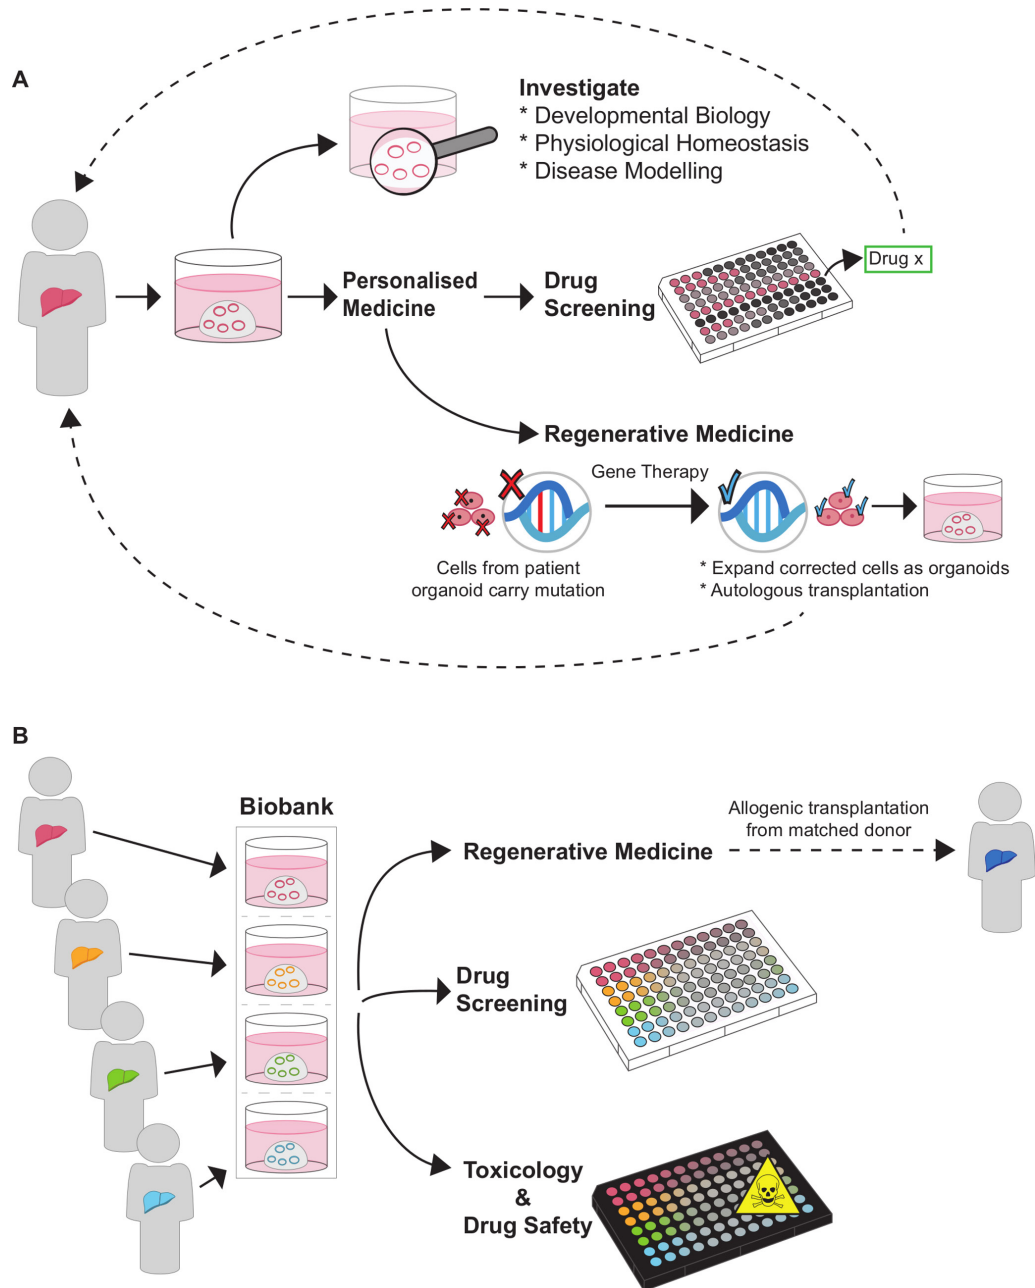 A
Investigate
* Developmental Biology
* Physiological Homeostasis
* Disease Modelling
Personalised
Medicine
Drug
Screening
Drug x
Regenerative Medicine
Gene Therapy
Cells from patient
organoid carry mutation
* Expand corrected cells as organoids
* Autologous transplantation
B
Biobank
Regenerative Medicine
Allogenic transplantation
from matched donor
Drug
Screening
Toxicology
&
Drug Safety